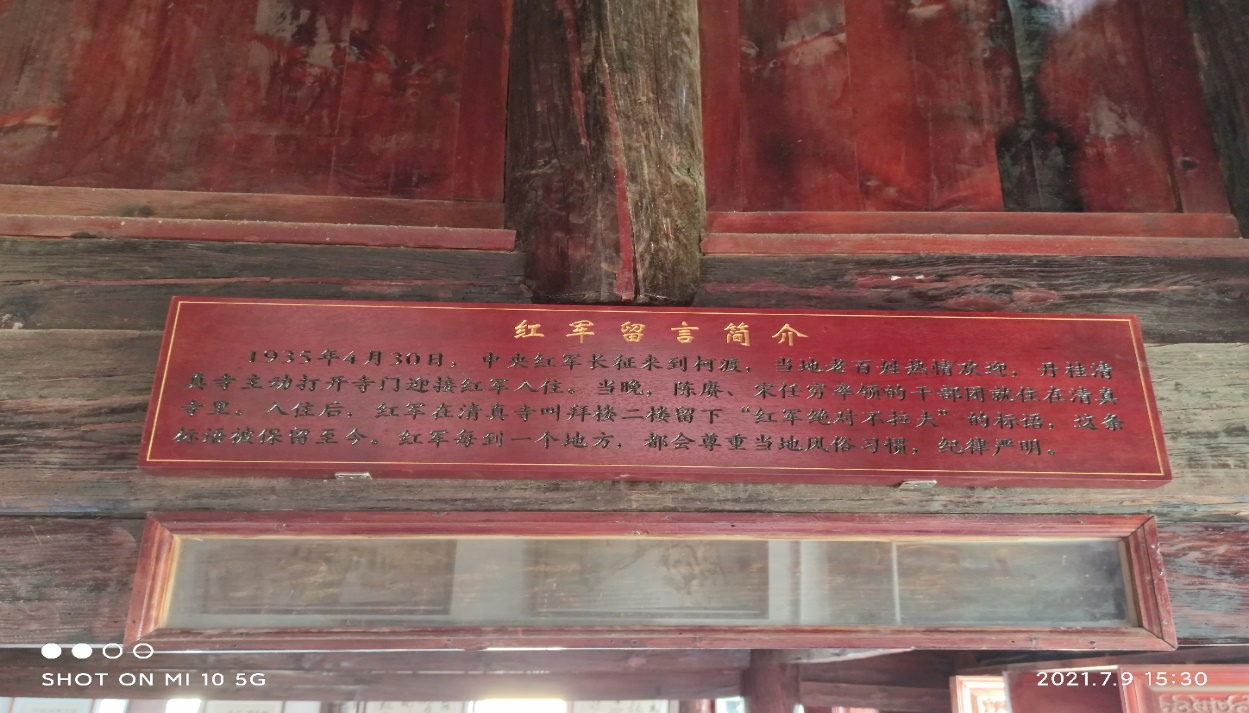 红军留言简介
1935年4月30日，中央红军长征来到柯渡，当地老百姓热情欢迎，丹桂清
真寺主动打开寺门迎接红军入住。当晚，陈赓、宋任穷率领的干部团就住在清真
寺里。入住后，红军在清真寺叫拜楼二楼留下“红军绝对不拉夫”的标语，这条
标语被保留至今。红军每到一个地方，都会尊重当地风俗习惯，纪律严明。
SHOT ON MI 10 5G
2021.7.9 15:30